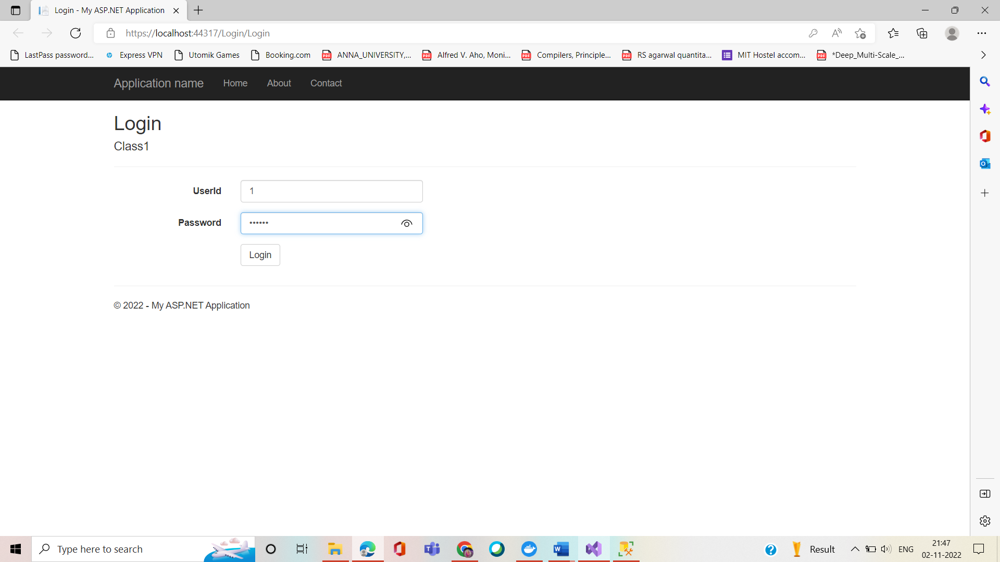 Login - My ASP.NET Application
https://localhost:44317/Login/Login
LastPass password... Express VPN Utomik Games Booking.com ANNA_UNIVERSITY,... Alfred V. Aho, Moni... Compilers, Principle... RS agarwal quantita... MIT Hostel accom... *Deep_Multi-Scale_...
Application name Home About Contact
Login
Class1
UserId 1
Password ••••••
Login
© 2022 - My ASP.NET Application
Type here to search
Result
ENG
21:47
02-11-2022